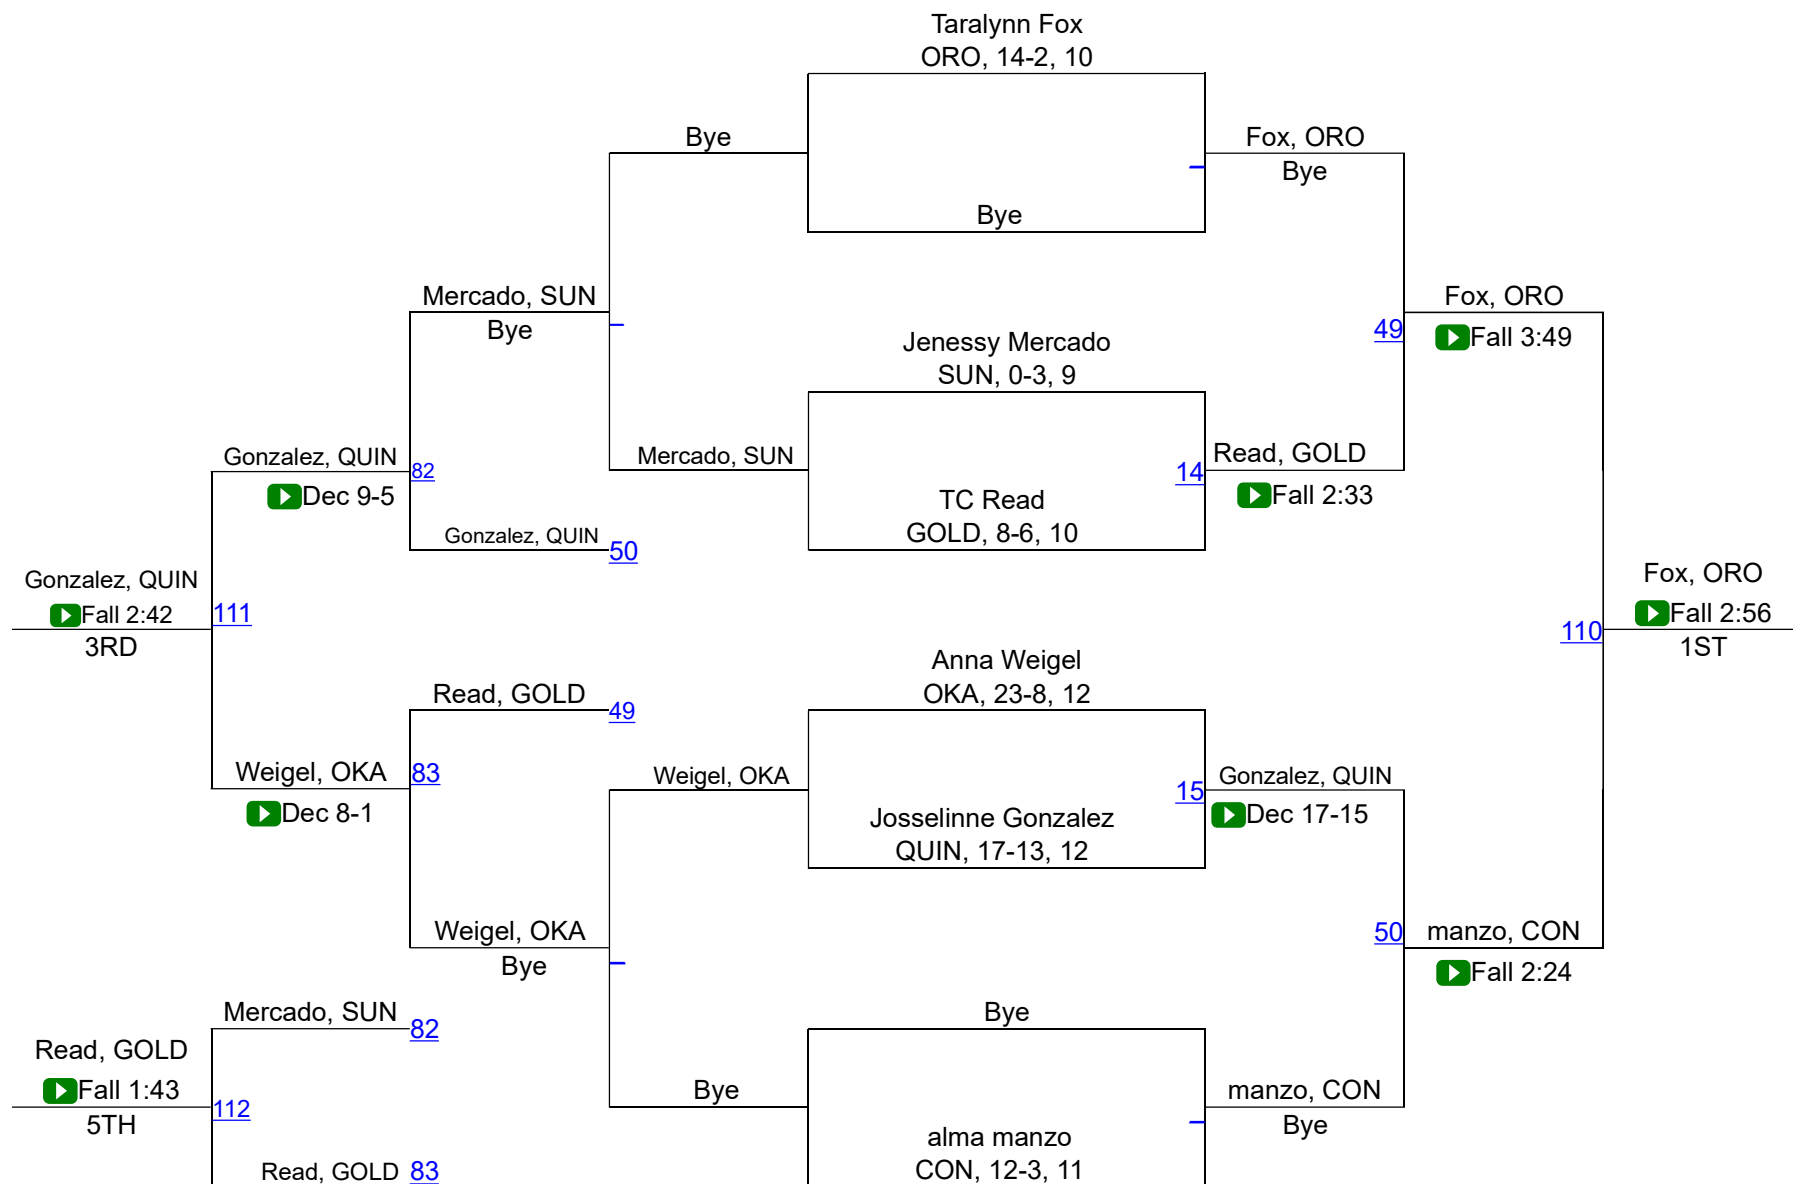 Taralynn Fox
ORO, 14-2, 10
Bye
Fox, ORO
Bye
Bye
Mercado, SUN
Bye
Fox, ORO
49
Fall 3:49
Jenessy Mercado
SUN, 0-3, 9
Gonzalez, QUIN
82
Dec 9-5
Mercado, SUN
14
Read, GOLD
Fall 2:33
TC Read
GOLD, 8-6, 10
Gonzalez, QUIN
50
Gonzalez, QUIN
Fall 2:42
111
3RD
Fox, ORO
Fall 2:56
110
1ST
Anna Weigel
OKA, 23-8, 12
Read, GOLD
49
Weigel, OKA
83
Dec 8-1
Weigel, OKA
15
Gonzalez, QUIN
Dec 17-15
Josselinne Gonzalez
QUIN, 17-13, 12
Weigel, OKA
Bye
50
manzo, CON
Fall 2:24
Mercado, SUN
82
Bye
Read, GOLD
Fall 1:43
112
5TH
Bye
manzo, CON
Bye
alma manzo
CON, 12-3, 11
Read, GOLD
83